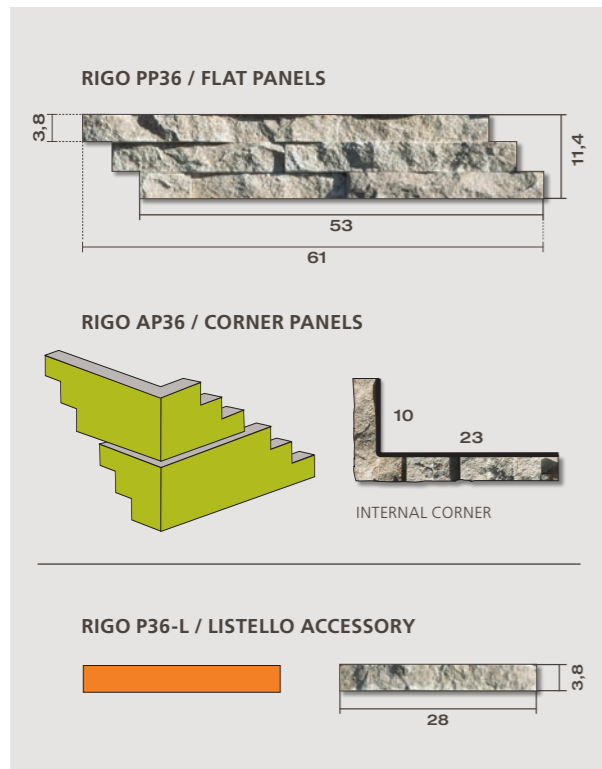 RIGO PP36 / FLAT PANELS
3,8
11,4
53
61
RIGO AP36 / CORNER PANELS
10
23
INTERNAL CORNER
RIGO P36-L / LISTELLO ACCESSORY
3,8
28